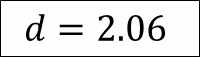 d = 2.06